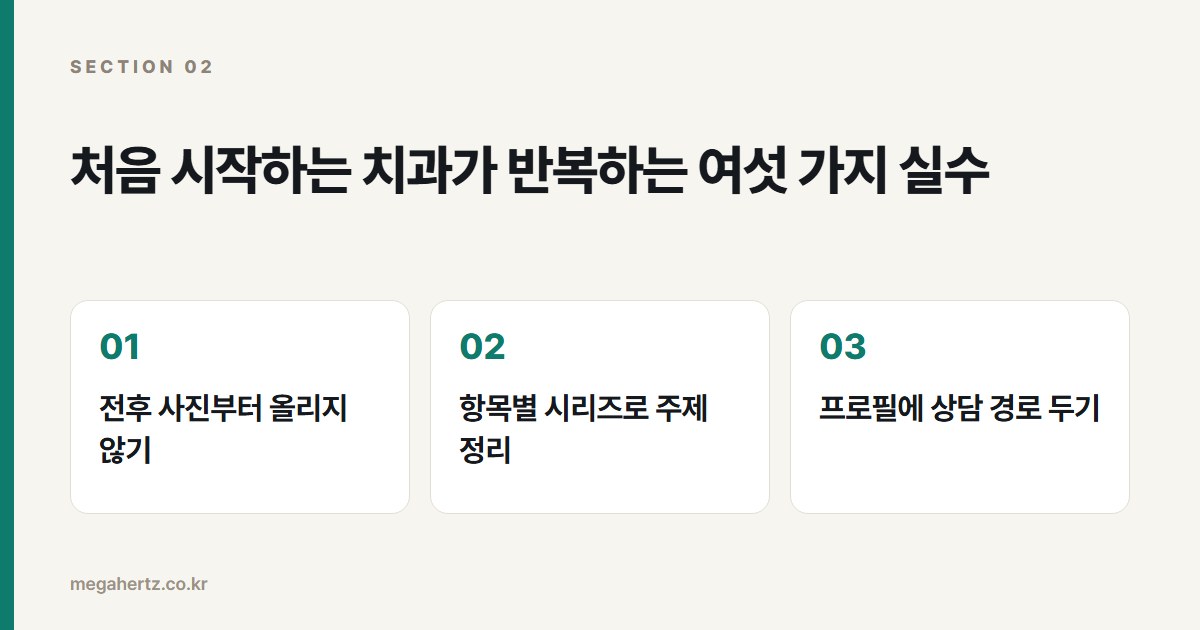 SECTION 02
처음 시작하는 치과가 반복하는 여섯 가지 실수
01
전후 사진부터 올리지
않기
02
항목별 시리즈로 주제
정리
03
프로필에 상담 경로 두기
megahertz.co.kr